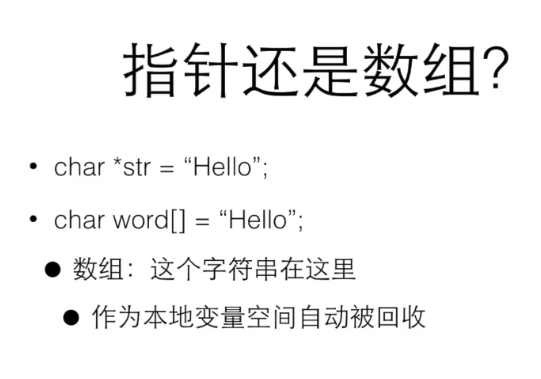 指针还是数组?
• char *str = “Hello”;
• char word[] = “Hello”;
● 数组：这个字符串在这里
● 作为本地变量空间自动被回收